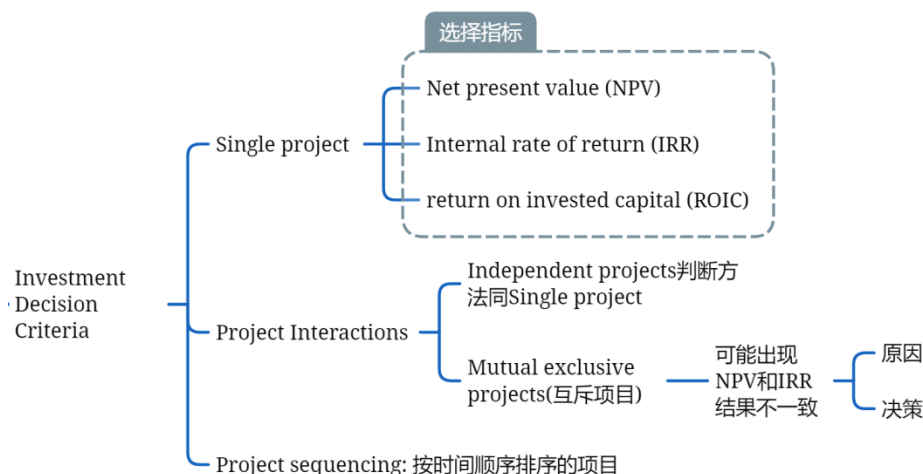 选择指标
Net present value (NPV)
Single project
Internal rate of return (IRR)
return on invested capital (ROIC)
Investment
Decision
Criteria
Independent projects判断方
法同Single project
Project Interactions
Mutual exclusive
projects(互斥项目)
可能出现
NPV和IRR
结果不一致
原因
决策
Project sequencing: 按时间顺序排序的项目